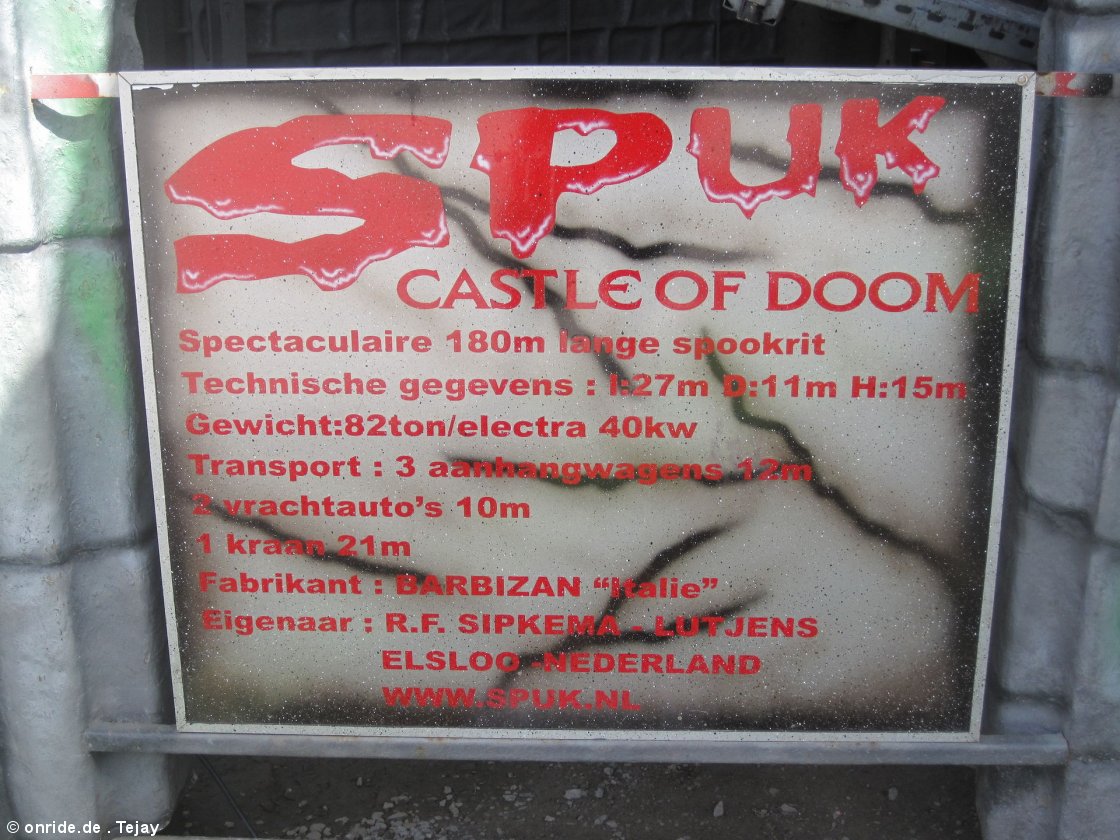 SPUK
CASTLE OF DOOM
Spectaculaire 180m lange spookrit
Technische gegevens : l:27m D:11m H:15m
Gewicht:82ton/electra 40kw
Transport : 3 aanhangwagens 12m
2 vrachtauto's 10m
1 kraan 21m
Fabrikant : BARBIZAN “Italie”
Eigenaar : R.F. SIPKEMA - LUTJENS
ELSLOO -NEDERLAND
WWW.SPUK.NL
© onride.de . Tejay